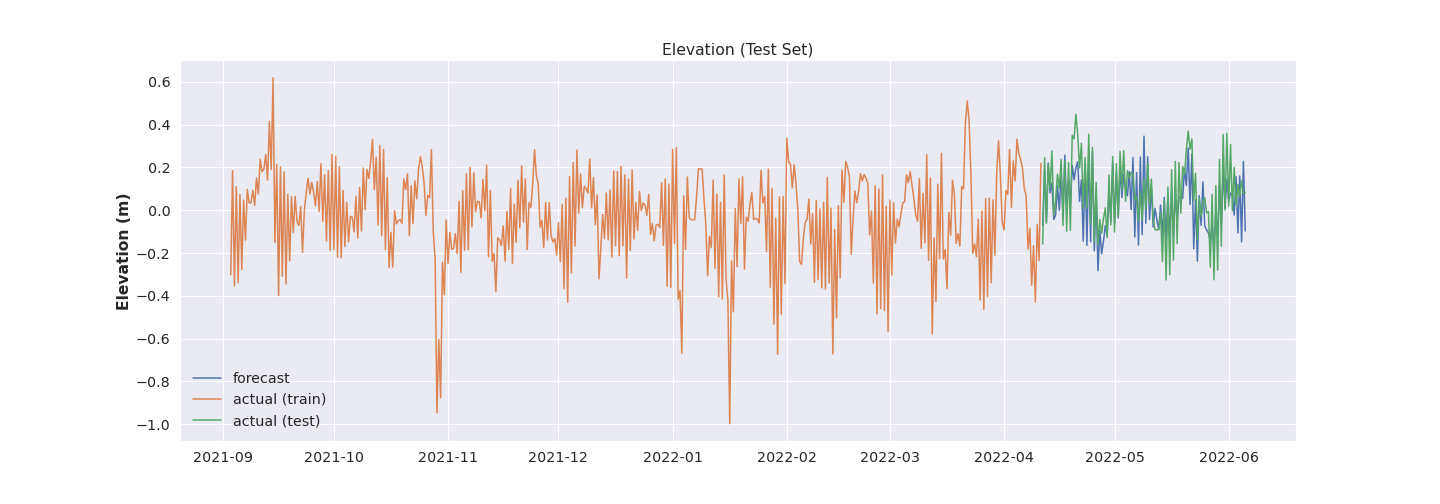 Elevation (Test Set)
Elevation (m)
0.6
0.4
0.2
0.0
−0.2
−0.4
−0.6
−0.8
−1.0
forecast
actual (train)
actual (test)
2021-09 2021-10 2021-11 2021-12 2022-01 2022-02 2022-03 2022-04 2022-05 2022-06